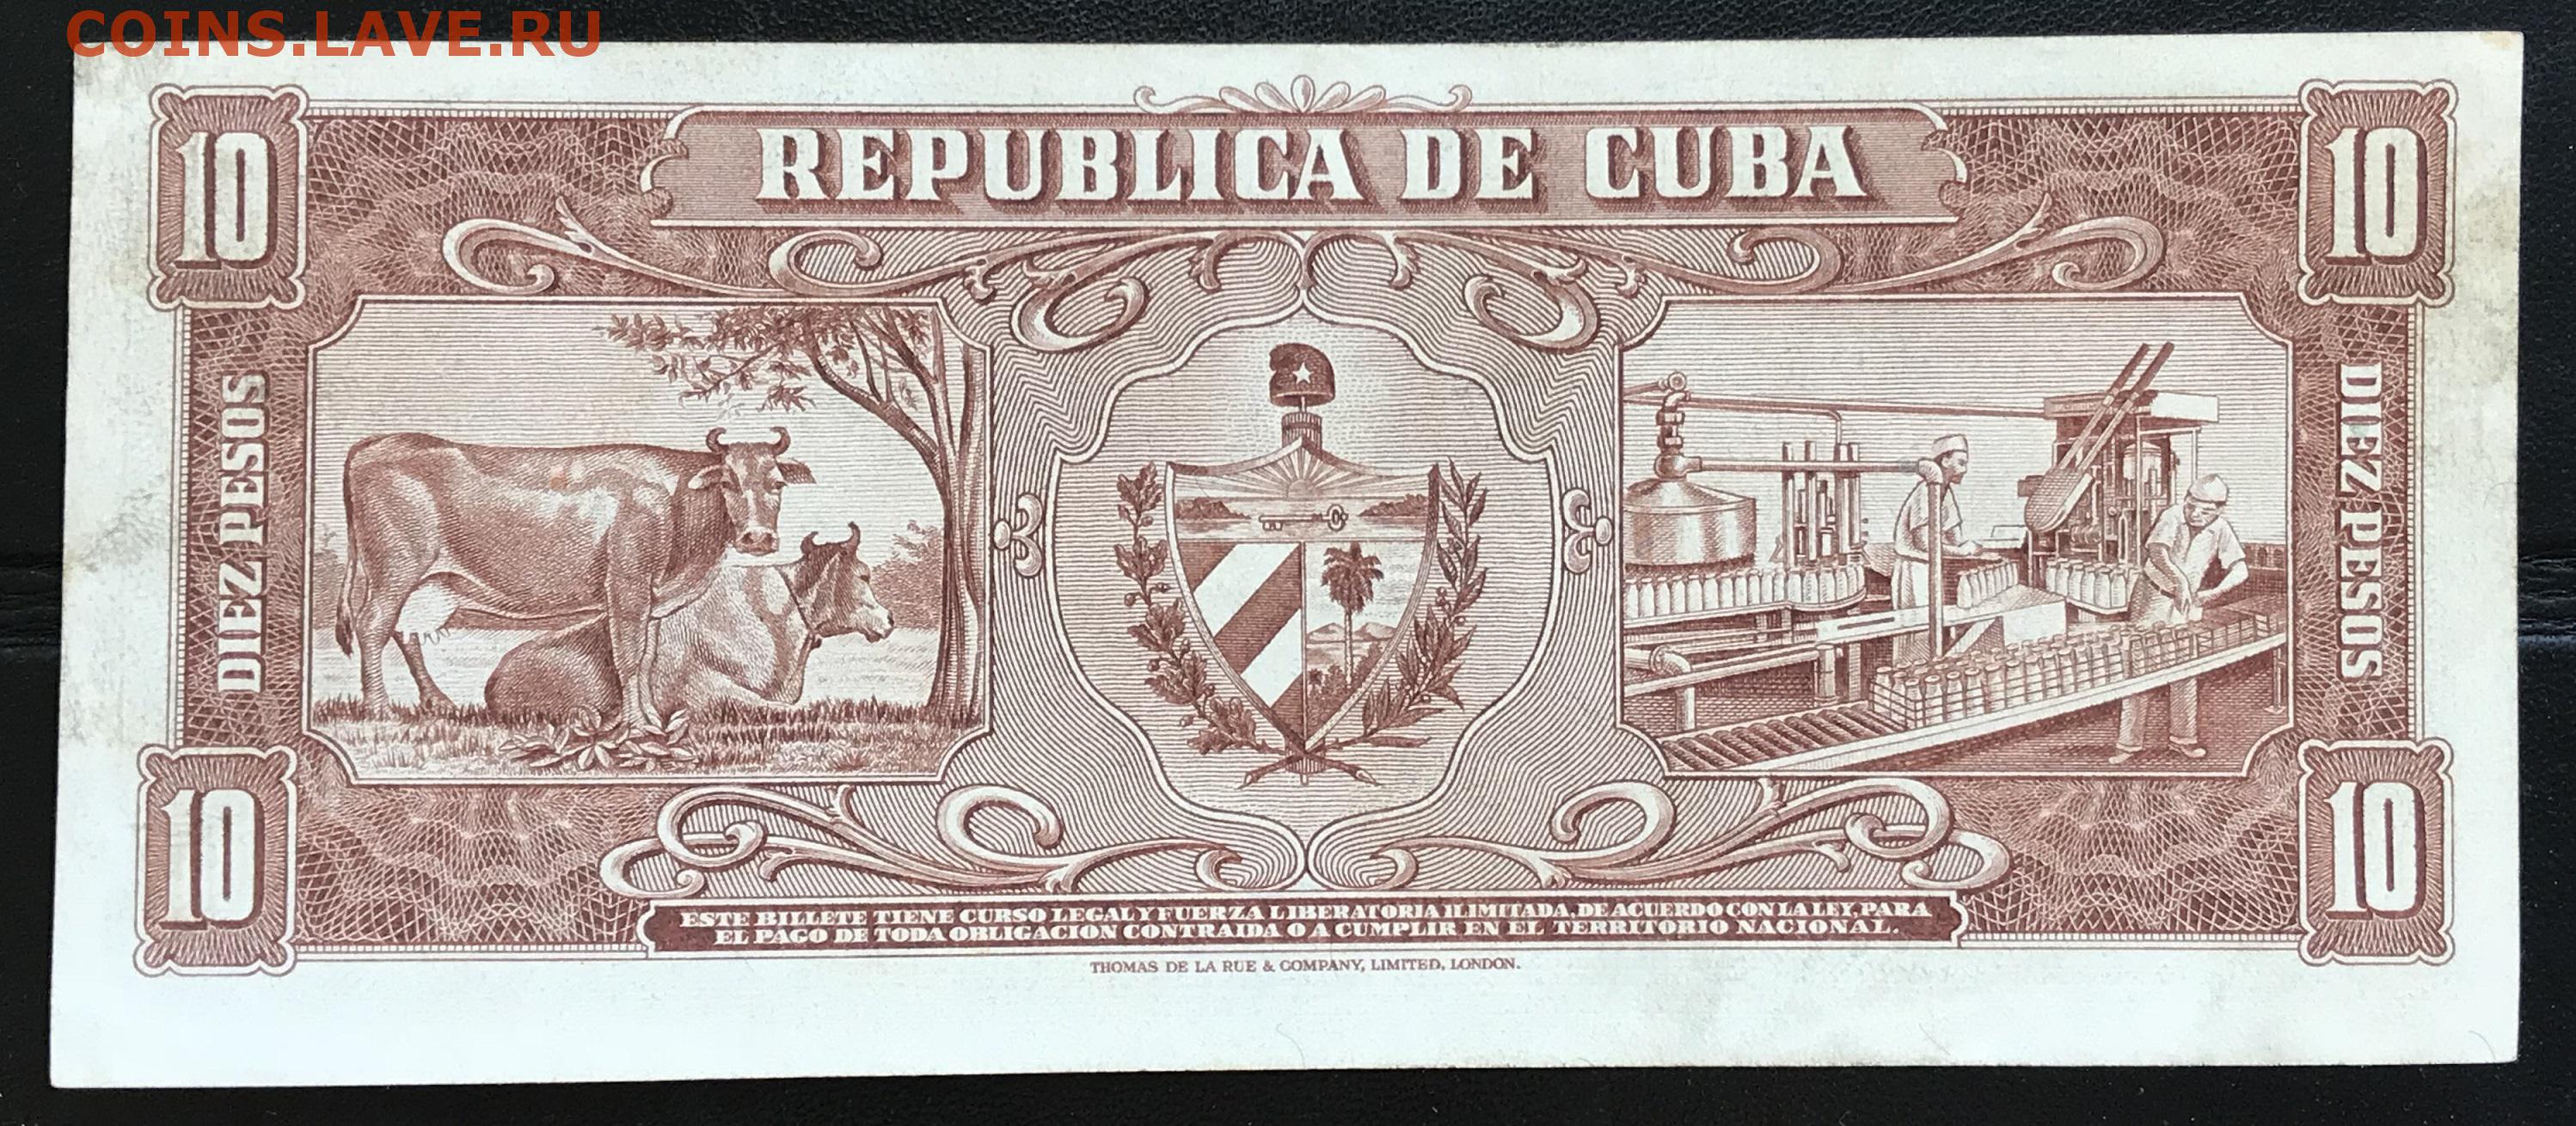 COINS.LAVE.RU
10 10
REPUBLICA DE CUBA
DIEZ PESOS
DIEZ PESOS
10 10
ESTE BILLETE TIENE CURSO LEGAL Y FUERZA LIBERATORIA ILIMITADA, DE ACUERDO CON LA LEY, PARA
EL PAGO DE TODA OBLIGACION CONTRAIDA O A CUMPLIR EN EL TERRITORIO NACIONAL.
THOMAS DE LA RUE & COMPANY, LIMITED, LONDON.